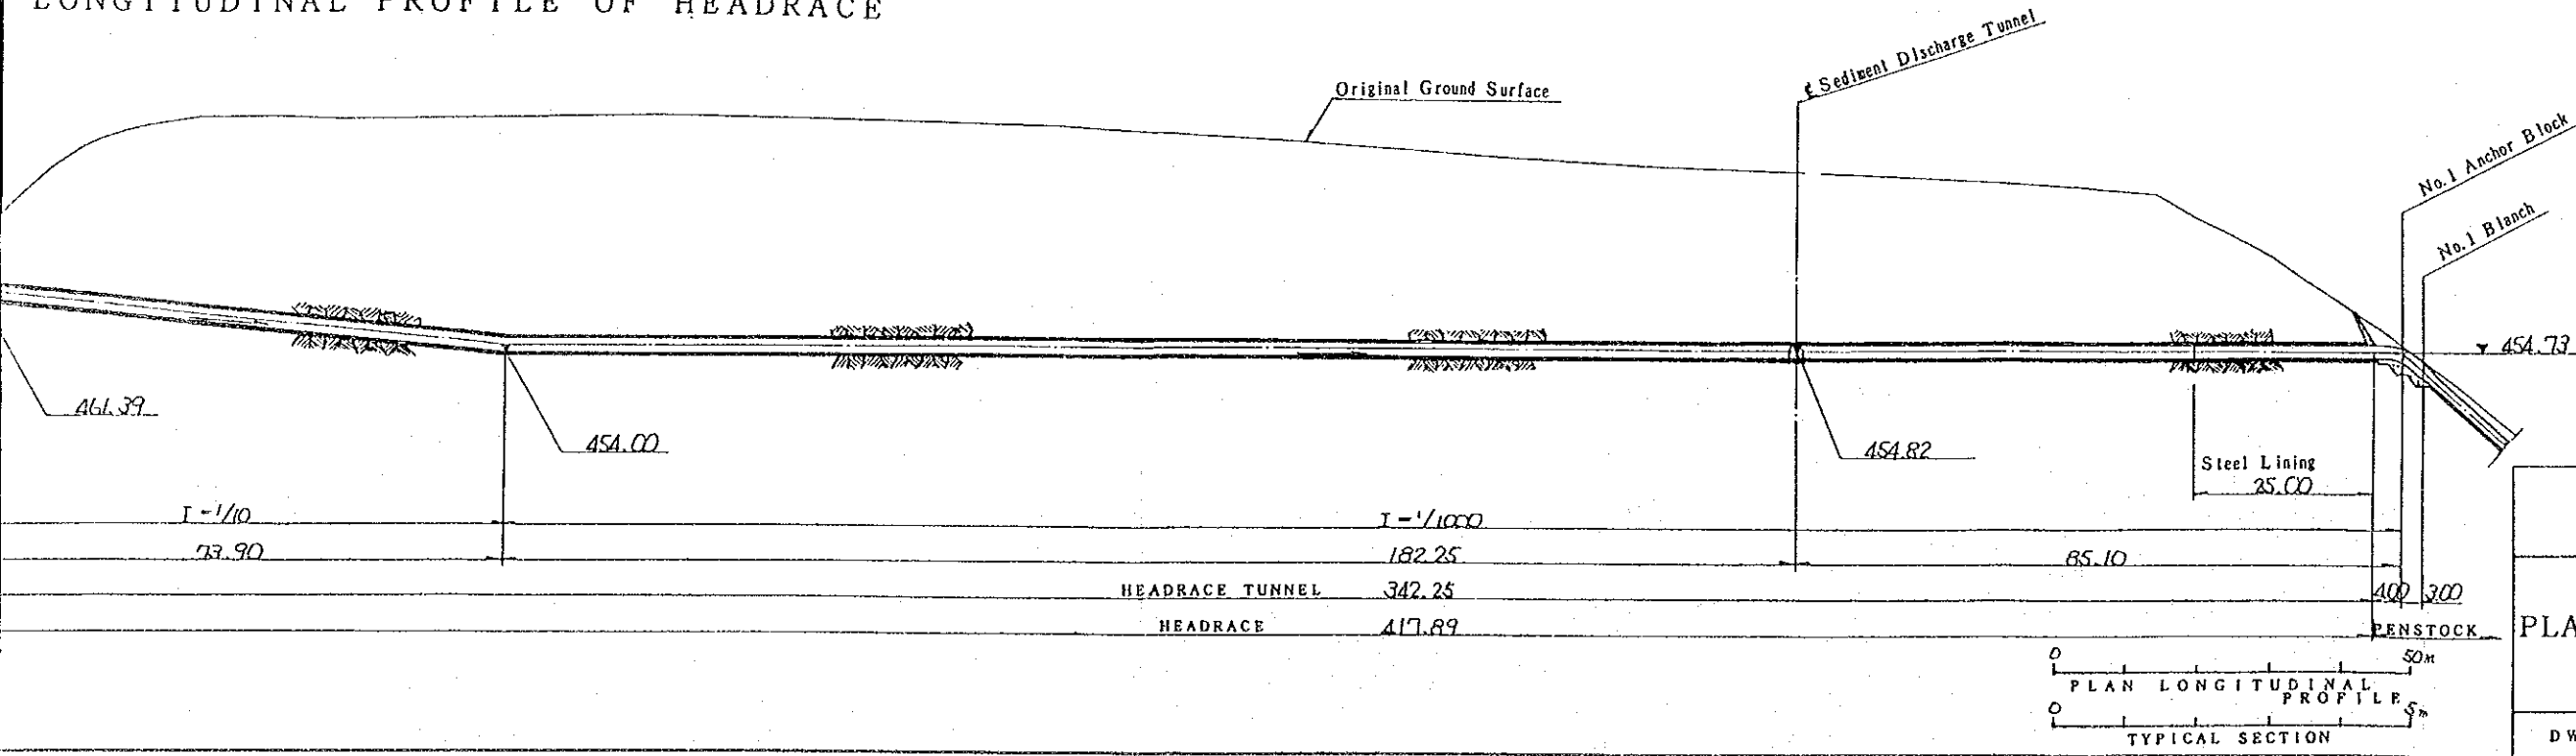 LONGITUDINAL PROFILE OF HEADRACE
℄ Sediment Discharge Tunnel
Original Ground Surface
No.1 Anchor Block
No.1 Blanch
454.73
461.39
454.00
454.82
Steel Lining
25.00
I = 1/10
I = 1/1000
73.90
182.25
85.10
HEADRACE TUNNEL 342.25
4.00 3.00
HEADRACE 417.89
PENSTOCK
PLA
0 50m
PLAN LONGITUDINAL
PROFILE
0 5m
TYPICAL SECTION
DW